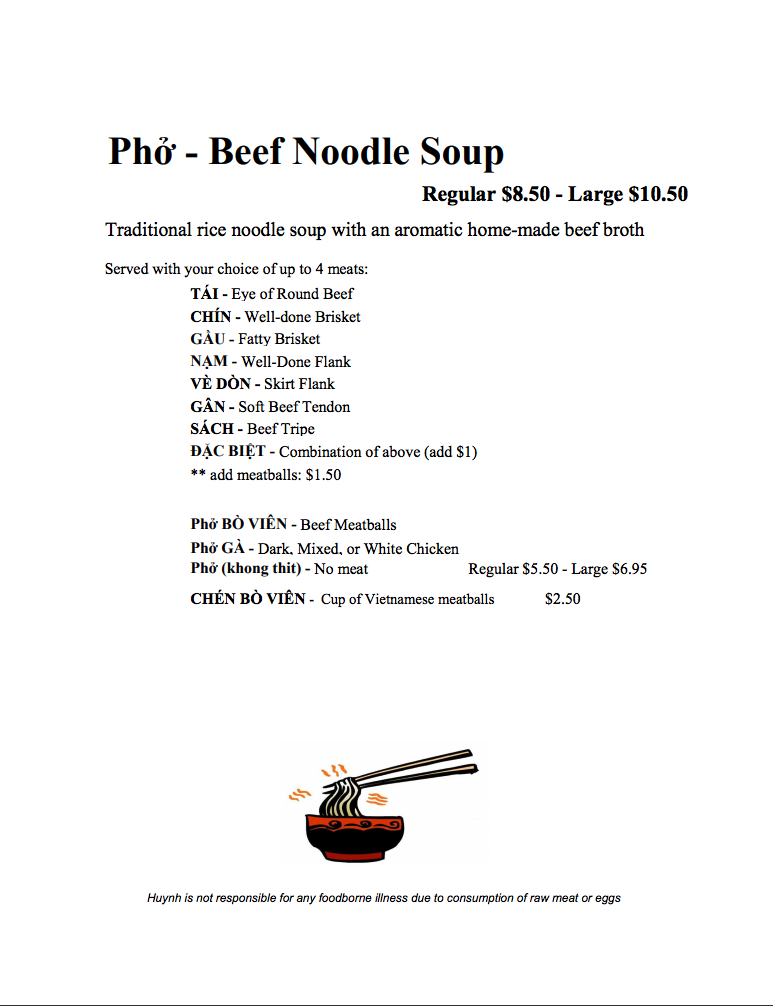 Phở - Beef Noodle Soup
Regular $8.50 - Large $10.50
Traditional rice noodle soup with an aromatic home-made beef broth
Served with your choice of up to 4 meats:
TÁI - Eye of Round Beef
CHÍN - Well-done Brisket
GẦU - Fatty Brisket
NẠM - Well-Done Flank
VÈ DÒN - Skirt Flank
GÂN - Soft Beef Tendon
SÁCH - Beef Tripe
ĐẶC BIỆT - Combination of above (add $1)
** add meatballs: $1.50
Phở BÒ VIÊN - Beef Meatballs
Phở GÀ - Dark, Mixed, or White Chicken
Phở (khong thit) - No meat Regular $5.50 - Large $6.95
CHÉN BÒ VIÊN - Cup of Vietnamese meatballs $2.50
Huynh is not responsible for any foodborne illness due to consumption of raw meat or eggs